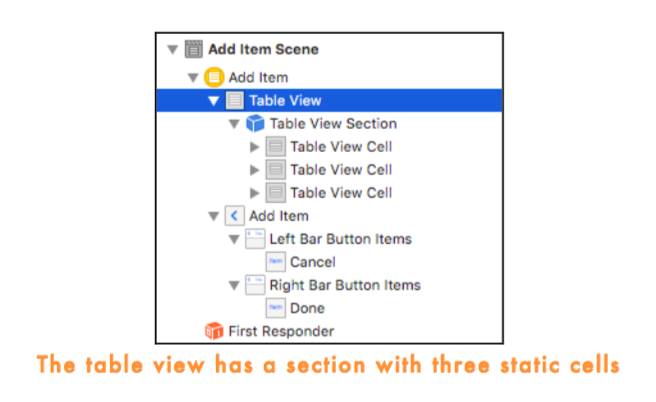 Add Item Scene
Add Item
Table View
Table View Section
Table View Cell
Table View Cell
Table View Cell
Add Item
Left Bar Button Items
Cancel
Right Bar Button Items
Done
First Responder
The table view has a section with three static cells